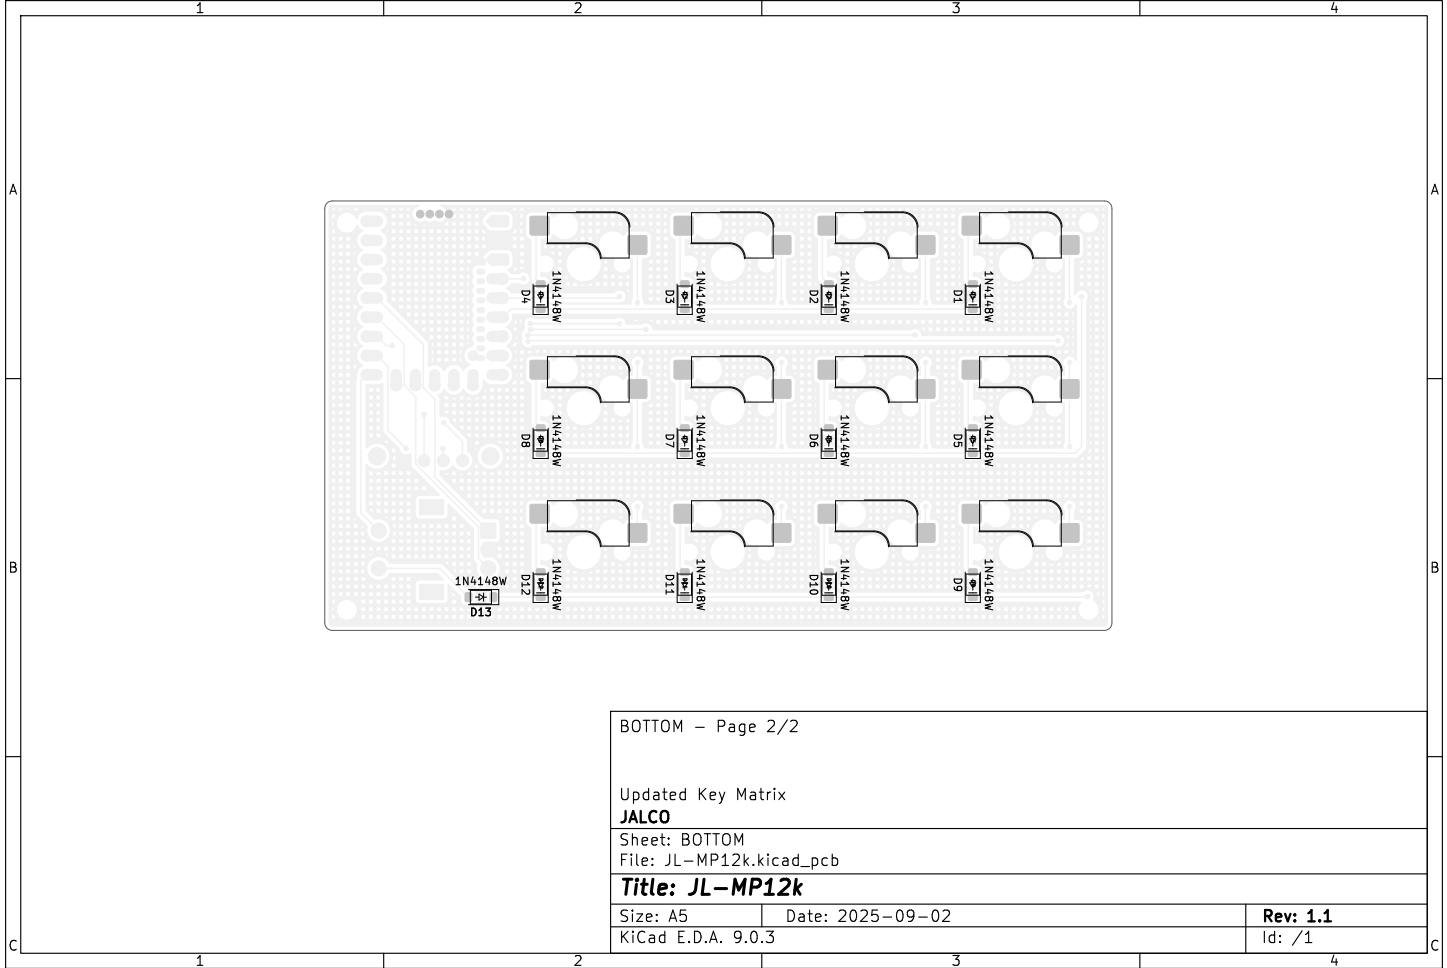 1 2 3 4
A A
D4 1N4148W D3 1N4148W D2 1N4148W D1 1N4148W
D8 1N4148W D7 1N4148W D6 1N4148W D5 1N4148W
B B
1N4148W D12 1N4148W D11 1N4148W D10 1N4148W D9 1N4148W
D13
BOTTOM – Page 2/2
Updated Key Matrix
JALCO
Sheet: BOTTOM
File: JL–MP12k.kicad_pcb
Title: JL–MP12k
Size: A5 Date: 2025–09–02 Rev: 1.1
KiCad E.D.A. 9.0.3 Id: /1
C C
1 2 3 4